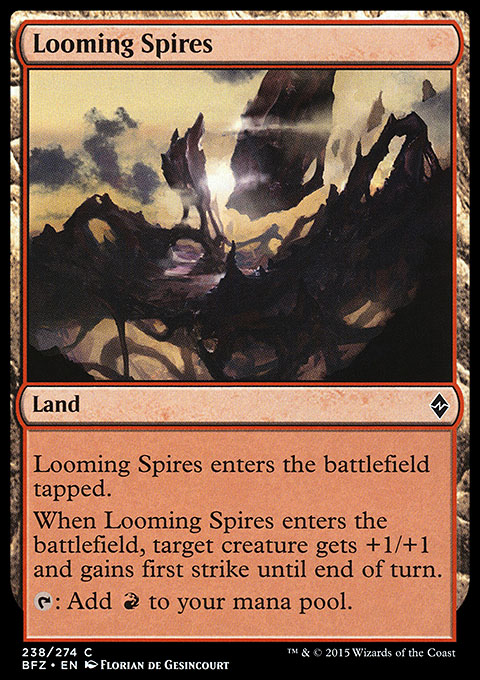 Looming Spires
Land
Looming Spires enters the battlefield
tapped.
When Looming Spires enters the
battlefield, target creature gets +1/+1
and gains first strike until end of turn.
: Add to your mana pool.
238/274 C
BFZ • EN Florian de Gesincourt
™ & © 2015 Wizards of the Coast